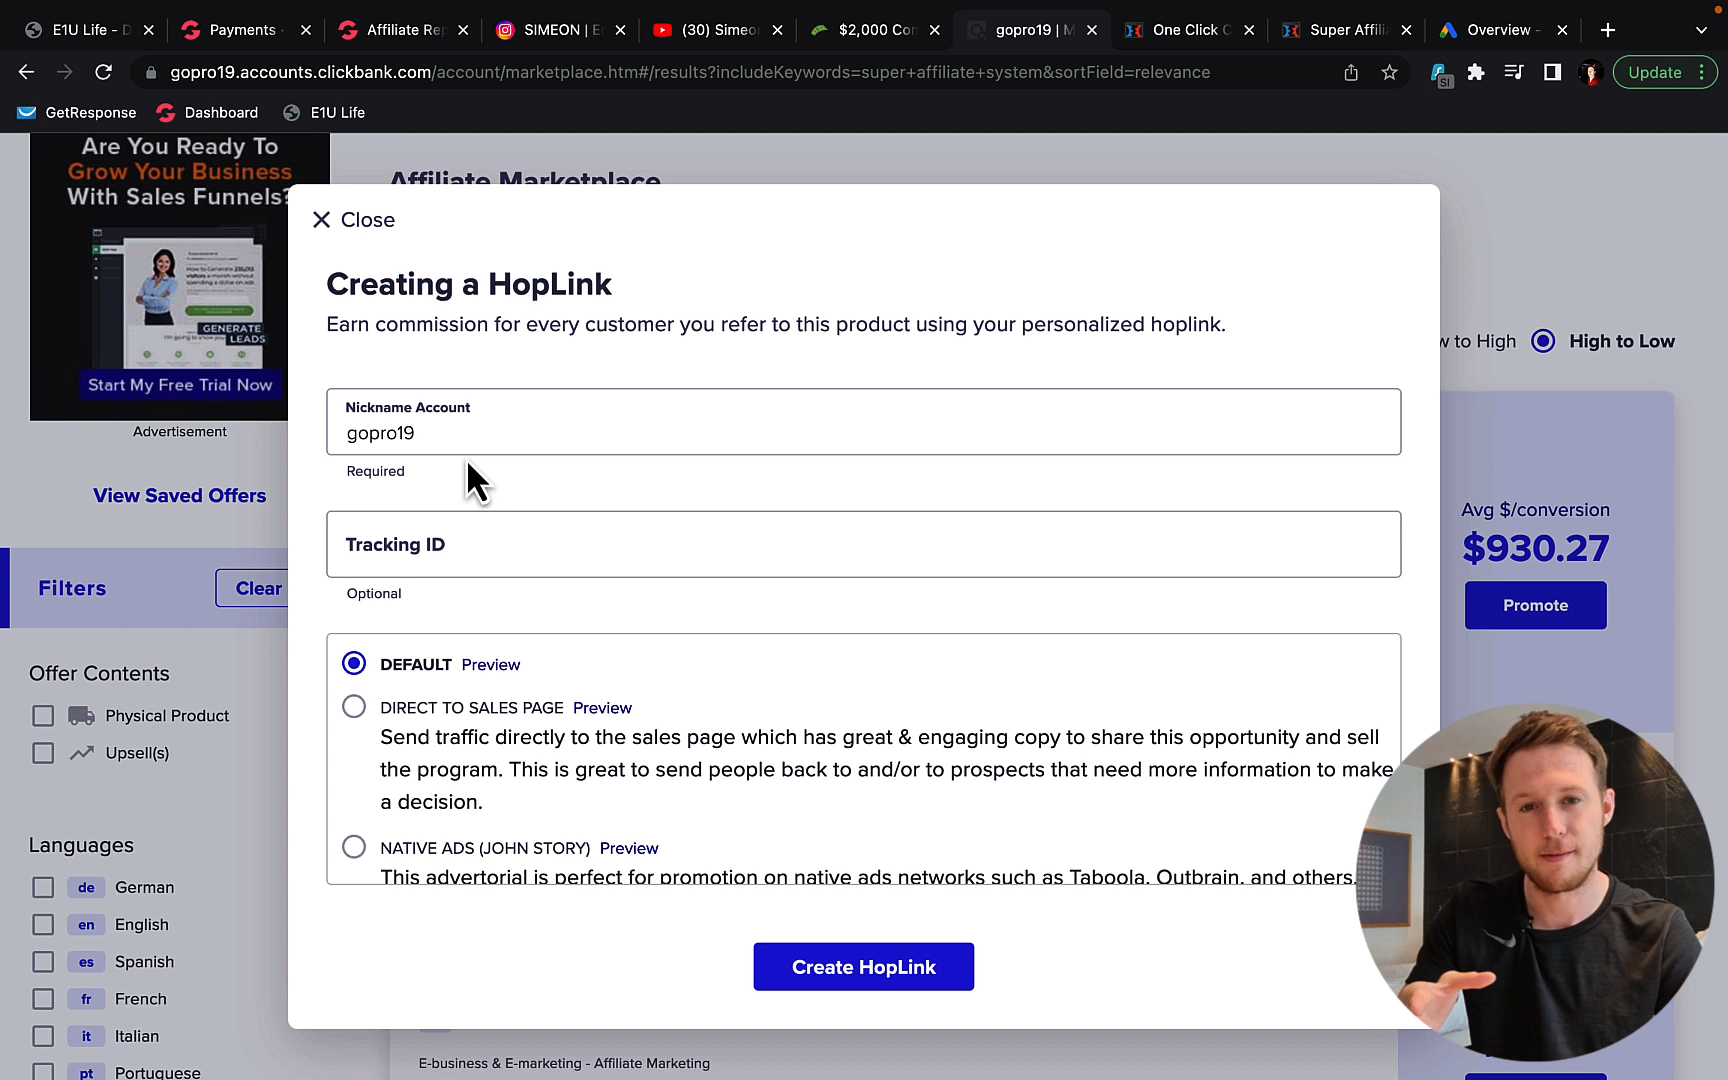 E1U Life - D
Payments -
Affiliate Rep
SIMEON | E
(30) Simeon
$2,000 Con
gopro19 | M
One Click C
Super Affilia
Overview -
gopro19.accounts.clickbank.com/account/marketplace.htm#/results?includeKeywords=super+affiliate+system&sortField=relevance
SI
Update
GetResponse
Dashboard
E1U Life
Are You Ready To
Grow Your Business
With Sales Funnels?
GENERATE
LEADS
Start My Free Trial Now
Advertisement
View Saved Offers
Filters
Clear
Offer Contents
Physical Product
Upsell(s)
Languages
de German
en English
es Spanish
fr French
it Italian
pt Portuguese
Affiliate Marketplace
Close
Creating a HopLink
Earn commission for every customer you refer to this product using your personalized hoplink.
Nickname Account
gopro19
Required
Tracking ID
Optional
DEFAULT Preview
DIRECT TO SALES PAGE Preview
Send traffic directly to the sales page which has great & engaging copy to share this opportunity and sell
the program. This is great to send people back to and/or to prospects that need more information to make
a decision.
NATIVE ADS (JOHN STORY) Preview
This advertorial is perfect for promotion on native ads networks such as Taboola, Outbrain, and others.
Create HopLink
w to High
High to Low
Avg $/conversion
$930.27
Promote
E-business & E-marketing - Affiliate Marketing